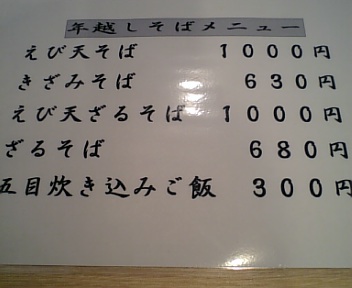 年越しそばメニュー
えび天そば 1000円
きざみそば 630円
えび天ざるそば 1000円
ざるそば 680円
五目炊き込みご飯 300円